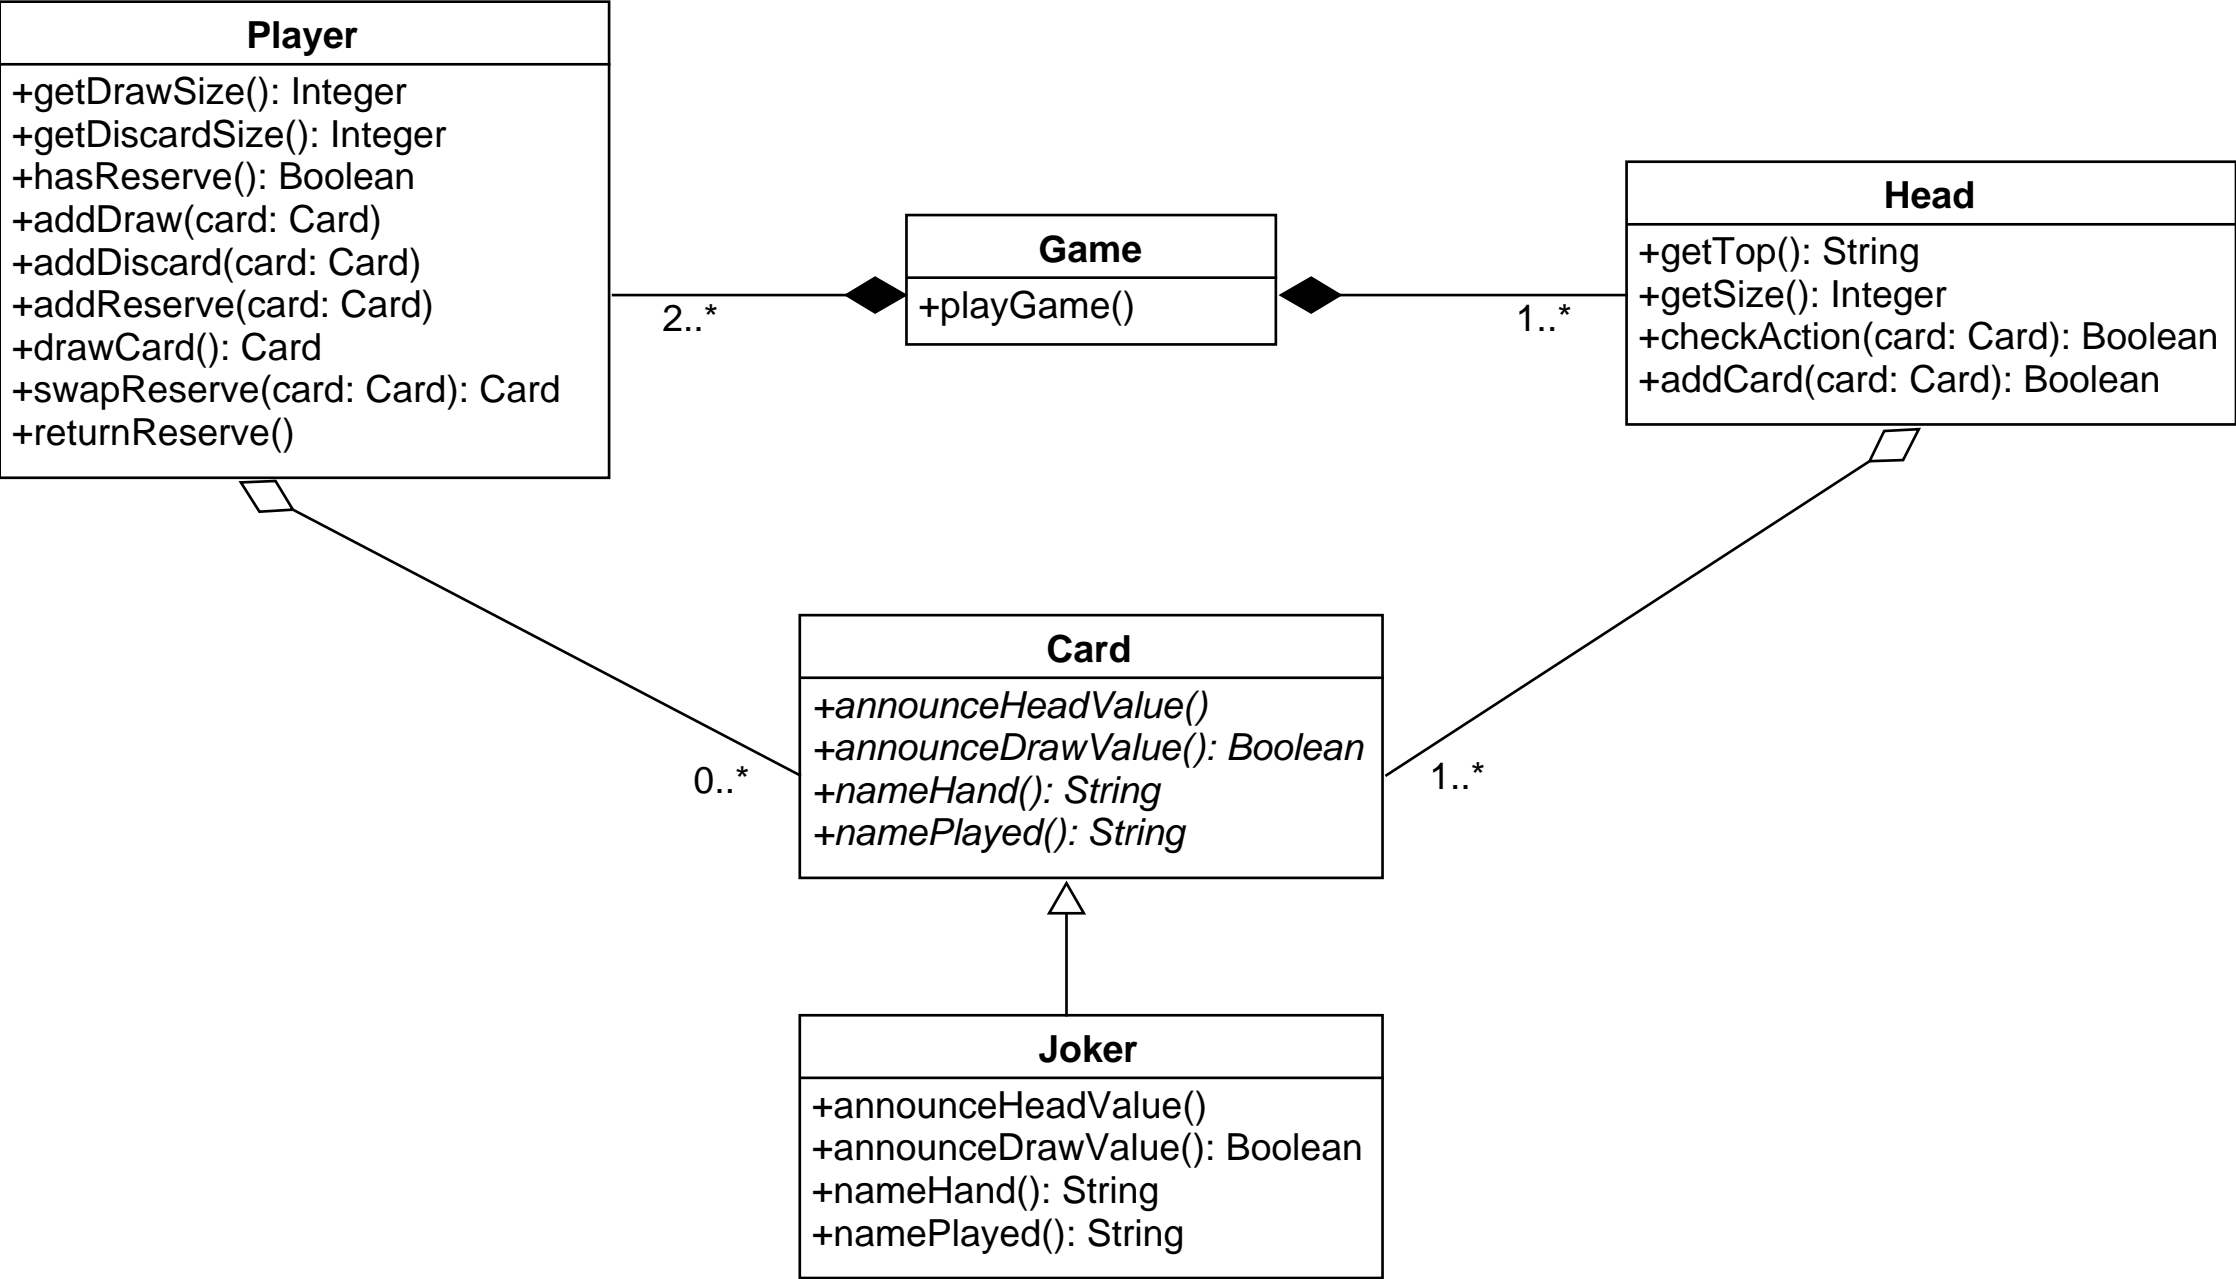 Player
+getDrawSize(): Integer
+getDiscardSize(): Integer
+hasReserve(): Boolean
+addDraw(card: Card)
+addDiscard(card: Card)
+addReserve(card: Card)
+drawCard(): Card
+swapReserve(card: Card): Card
+returnReserve()
2..*
Game
+playGame()
1..*
Head
+getTop(): String
+getSize(): Integer
+checkAction(card: Card): Boolean
+addCard(card: Card): Boolean
0..*
Card
+announceHeadValue()
+announceDrawValue(): Boolean
+nameHand(): String
+namePlayed(): String
1..*
Joker
+announceHeadValue()
+announceDrawValue(): Boolean
+nameHand(): String
+namePlayed(): String